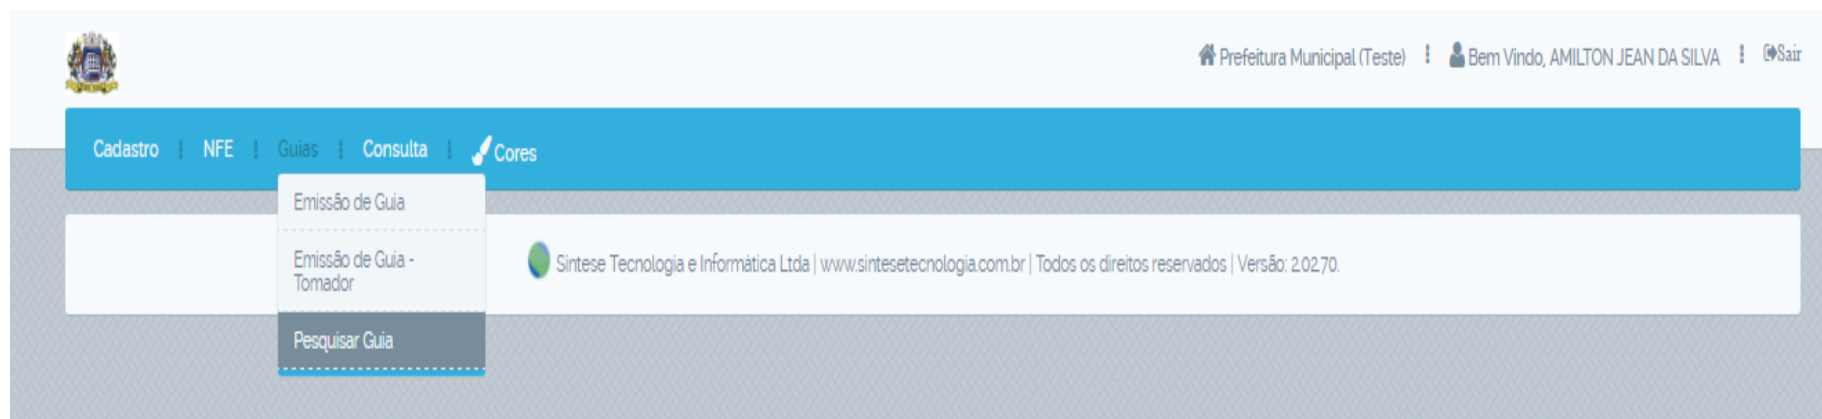 Prefeitura Municipal (Teste) Bem Vindo, AMILTON JEAN DA SILVA Sair
Cadastro NFE Guias Consulta Cores
Emissão de Guia
Emissão de Guia -
Tomador
Pesquisar Guia
Sintese Tecnologia e Informática Ltda | www.sintesetecnologia.com.br | Todos os direitos reservados | Versão: 2.02.70.